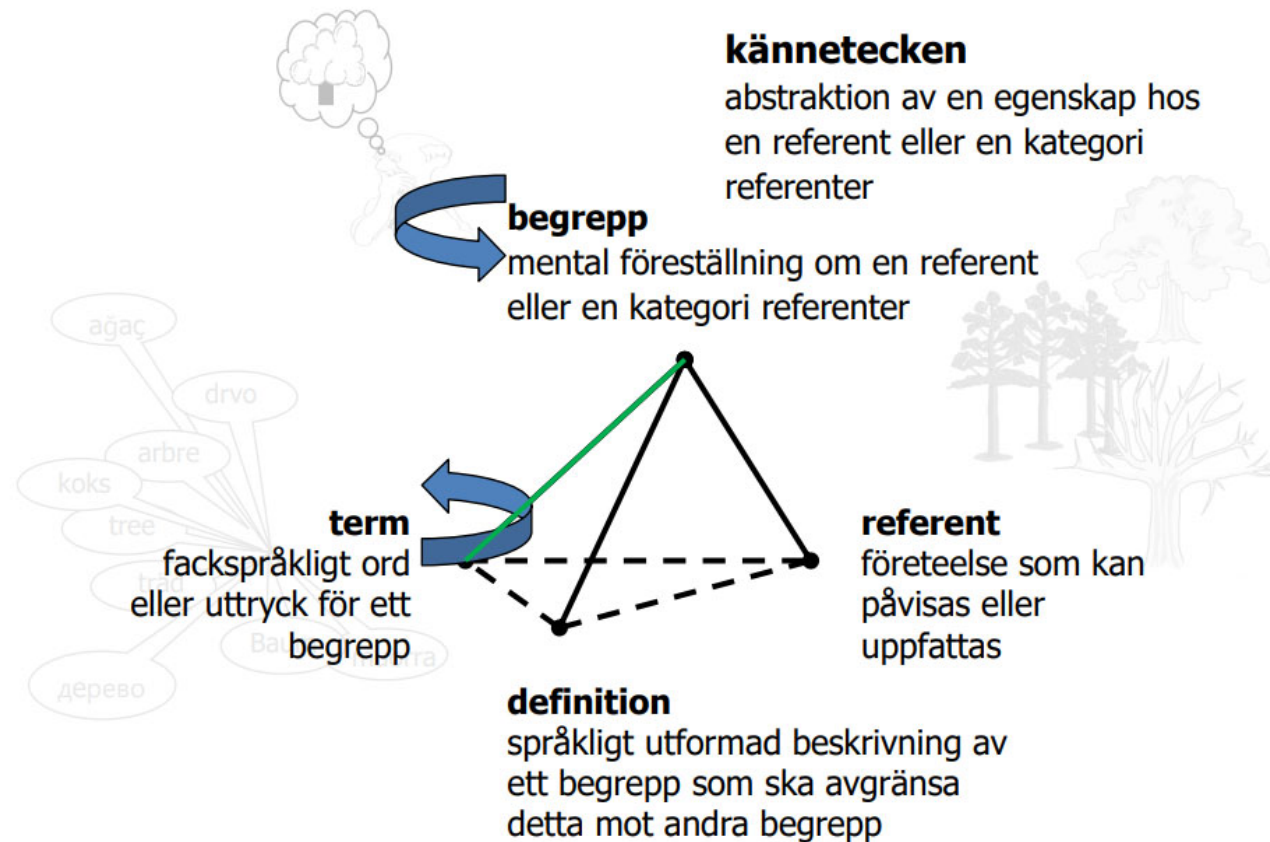 kännetecken
abstraktion av en egenskap hos
en referent eller en kategori
referenter
begrepp
mental föreställning om en referent
eller en kategori referenter
ağaç
drvo
arbre
koks
tree
träd
дерево
term
fackspråkligt ord
eller uttryck för ett
begrepp
referent
företeelse som kan
påvisas eller
uppfattas
definition
språkligt utformad beskrivning av
ett begrepp som ska avgränsa
detta mot andra begrepp